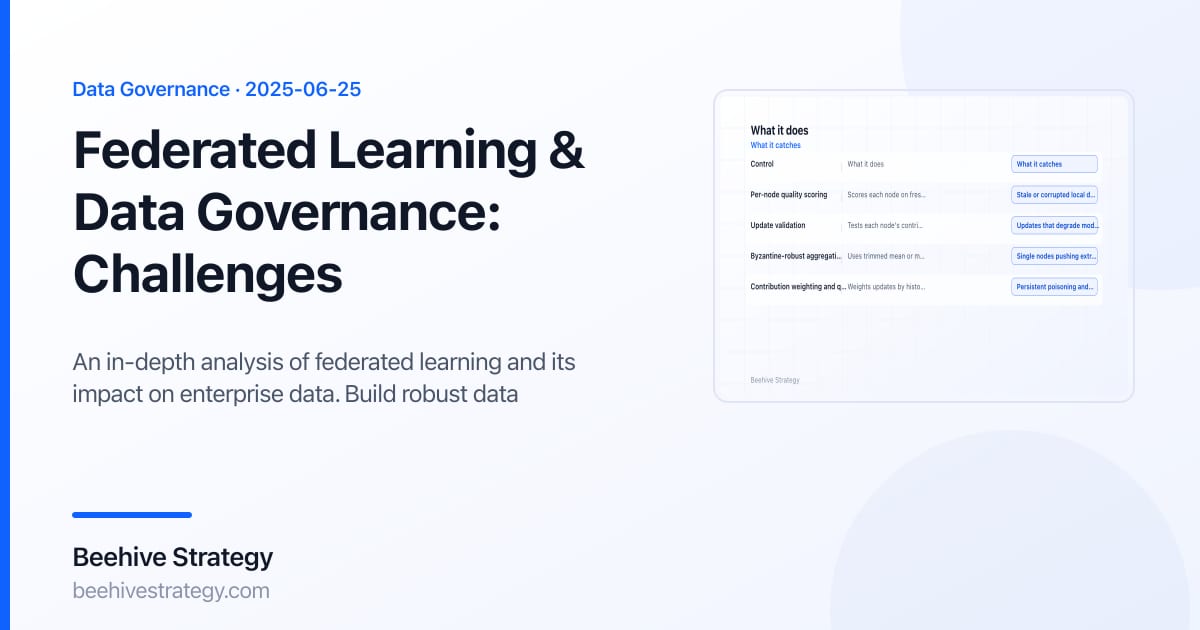 Data Governance · 2025-06-25
Federated Learning &
Data Governance:
Challenges
An in-depth analysis of federated learning and its
impact on enterprise data. Build robust data
Beehive Strategy
beehivestrategy.com
What it does
What it catches
Control What it does What it catches
Per-node quality scoring Scores each node on fres... Stale or corrupted local d...
Update validation Tests each node's contri... Updates that degrade mod...
Byzantine-robust aggregati... Uses trimmed mean or m... Single nodes pushing extr...
Contribution weighting and q... Weights updates by histo... Persistent poisoning and...
Beehive Strategy